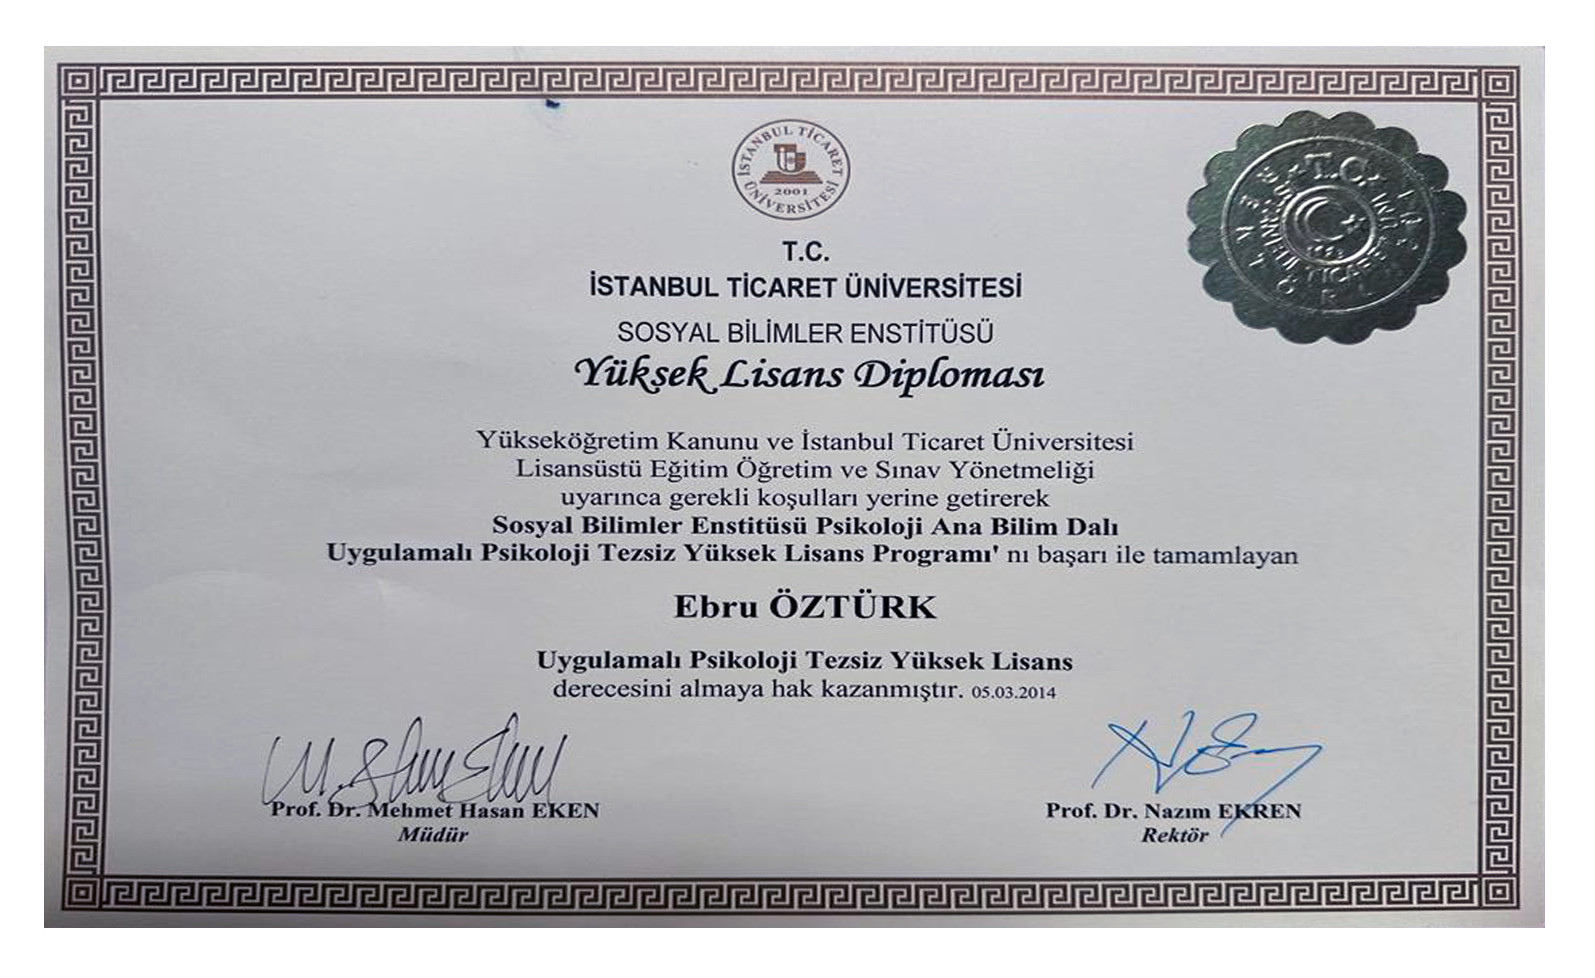 İSTANBUL TİCARET ÜNİVERSİTESİ
2001
T.C.
İSTANBUL TİCARET ÜNİVERSİTESİ
SOSYAL BİLİMLER ENSTİTÜSÜ
Yüksek Lisans Diploması
T.C.
Yükseköğretim Kanunu ve İstanbul Ticaret Üniversitesi
Lisansüstü Eğitim Öğretim ve Sınav Yönetmeliği
uyarınca gerekli koşulları yerine getirerek
Sosyal Bilimler Enstitüsü Psikoloji Ana Bilim Dalı
Uygulamalı Psikoloji Tezsiz Yüksek Lisans Programı' nı başarı ile tamamlayan
Ebru ÖZTÜRK
Uygulamalı Psikoloji Tezsiz Yüksek Lisans
derecesini almaya hak kazanmıştır. 05.03.2014
Prof. Dr. Mehmet Hasan EKEN
Müdür
Prof. Dr. Nazım EKREN
Rektör